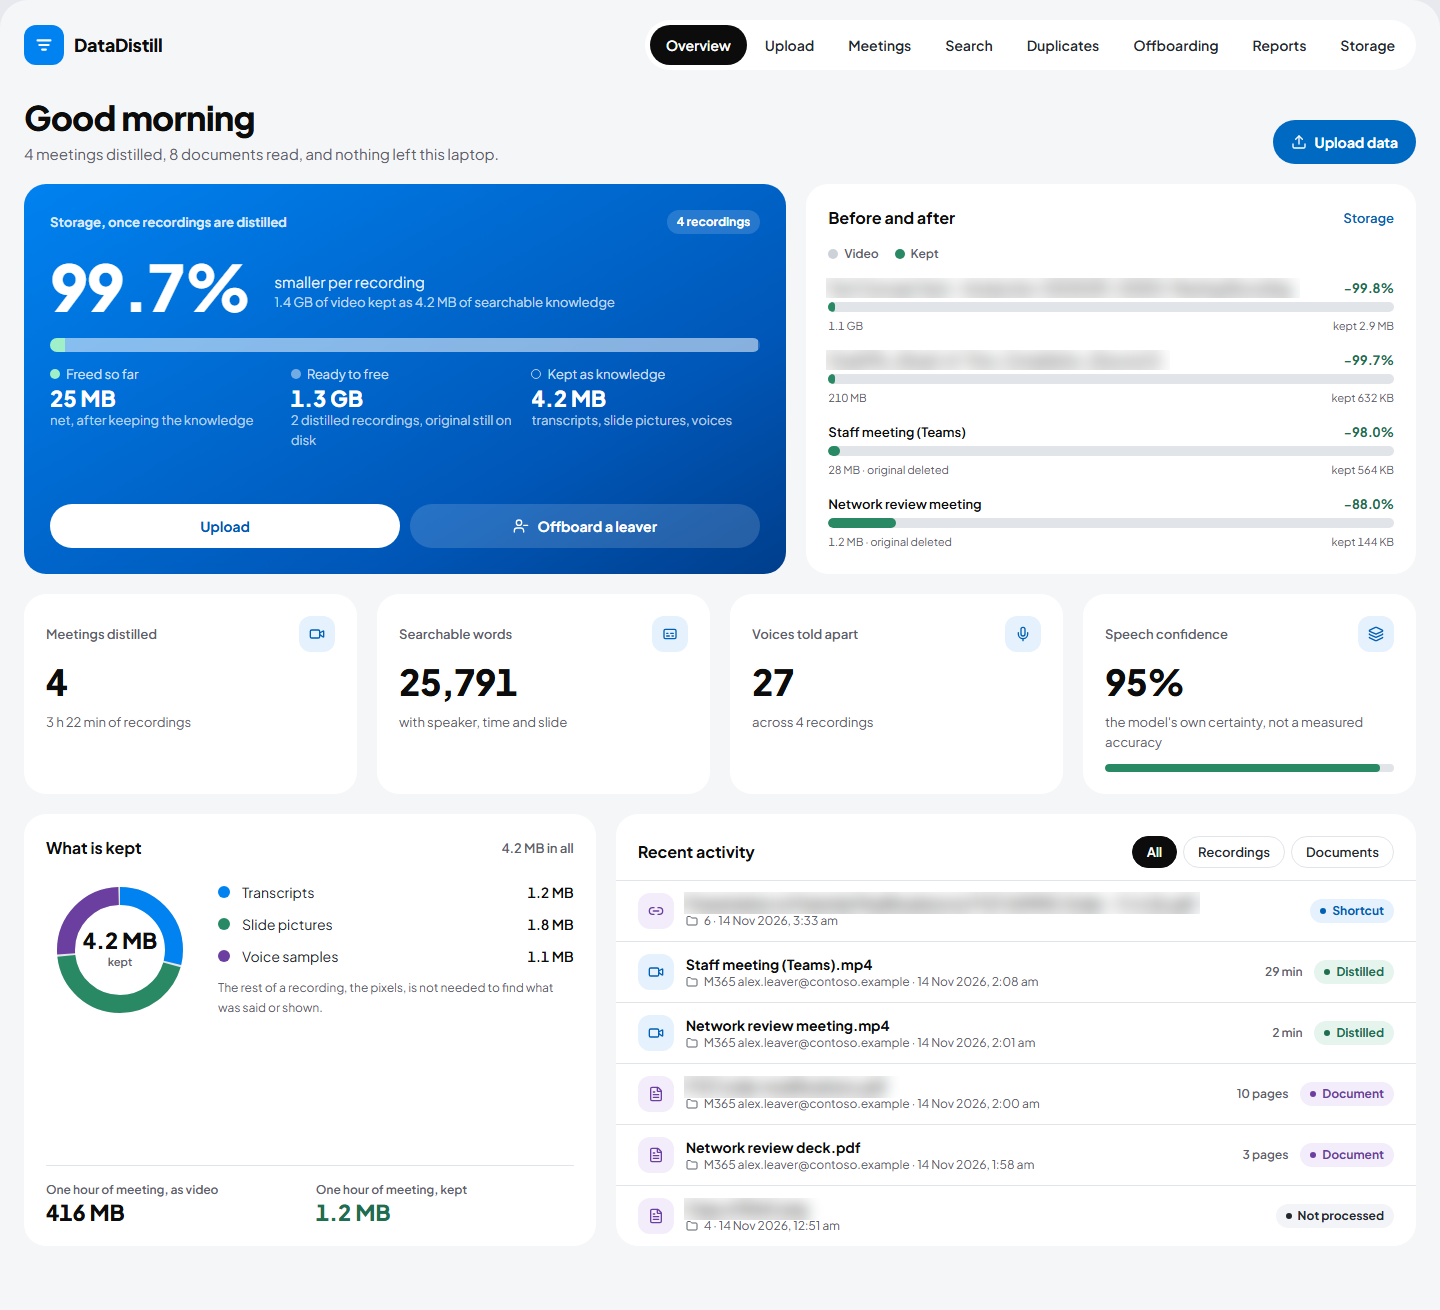 DataDistill
Overview
Upload
Meetings
Search
Duplicates
Offboarding
Reports
Storage
Good morning
4 meetings distilled, 8 documents read, and nothing left this laptop.
Upload data
Storage, once recordings are distilled
4 recordings
99.7%
smaller per recording
1.4 GB of video kept as 4.2 MB of searchable knowledge
Freed so far
25 MB
net, after keeping the knowledge
Ready to free
1.3 GB
2 distilled recordings, original still on
disk
Kept as knowledge
4.2 MB
transcripts, slide pictures, voices
Upload
Offboard a leaver
Before and after
Storage
Video
Kept
-99.8%
1.1 GB
kept 2.9 MB
-99.7%
210 MB
kept 632 KB
Staff meeting (Teams)
-98.0%
28 MB · original deleted
kept 564 KB
Network review meeting
-88.0%
1.2 MB · original deleted
kept 144 KB
Meetings distilled
4
3 h 22 min of recordings
Searchable words
25,791
with speaker, time and slide
Voices told apart
27
across 4 recordings
Speech confidence
95%
the model's own certainty, not a measured
accuracy
What is kept
4.2 MB in all
4.2 MB
kept
Transcripts
1.2 MB
Slide pictures
1.8 MB
Voice samples
1.1 MB
The rest of a recording, the pixels, is not needed to find what
was said or shown.
One hour of meeting, as video
416 MB
One hour of meeting, kept
1.2 MB
Recent activity
All
Recordings
Documents
6 · 14 Nov 2026, 3:33 am
Shortcut
Staff meeting (Teams).mp4
M365 alex.leaver@contoso.example · 14 Nov 2026, 2:08 am
29 min
Distilled
Network review meeting.mp4
M365 alex.leaver@contoso.example · 14 Nov 2026, 2:01 am
2 min
Distilled
M365 alex.leaver@contoso.example · 14 Nov 2026, 2:00 am
10 pages
Document
Network review deck.pdf
M365 alex.leaver@contoso.example · 14 Nov 2026, 1:58 am
3 pages
Document
4 · 14 Nov 2026, 12:51 am
Not processed